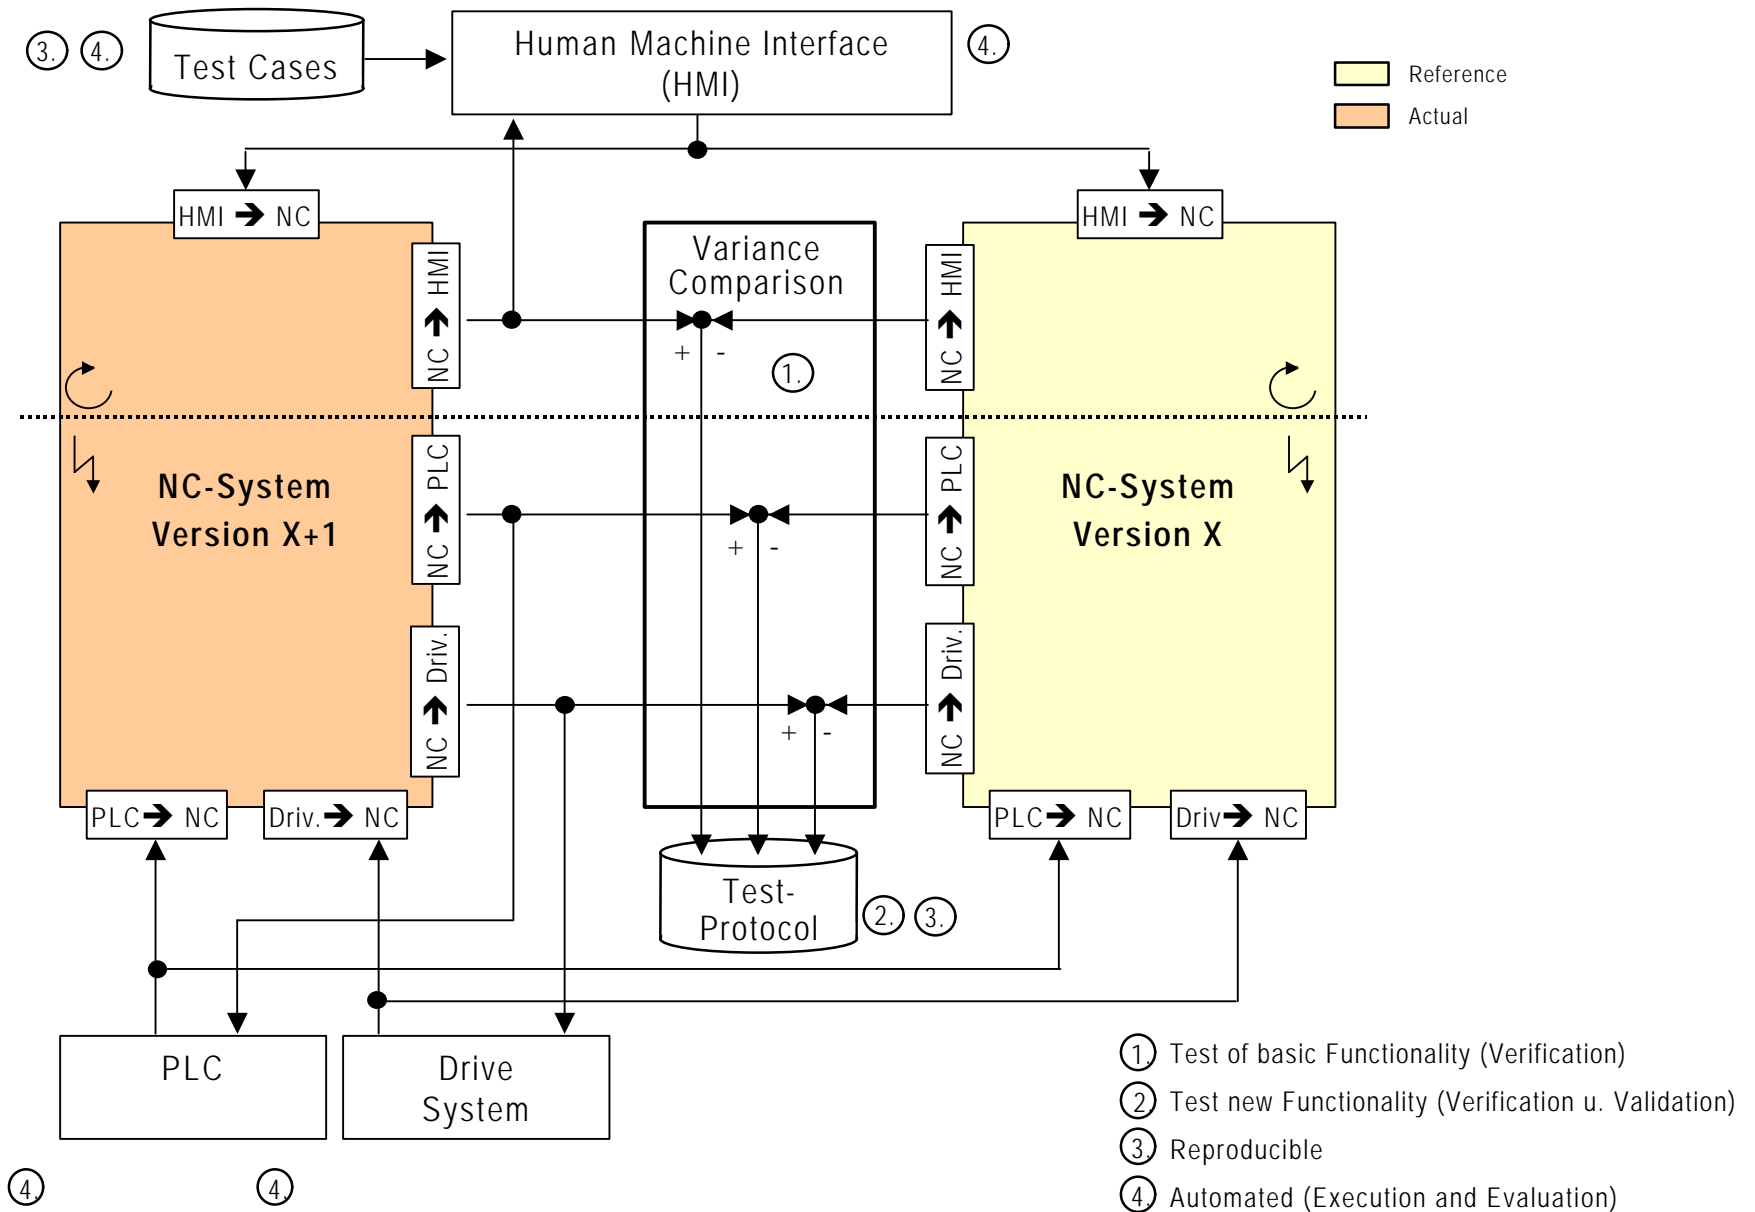 3. 4. Test Cases
Human Machine Interface
(HMI)
4.
Reference
Actual
HMI → NC
HMI → NC
NC → HMI
Variance
Comparison
NC → HMI
+ -
1.
NC-System
Version X+1
NC → PLC
+ -
NC → PLC
NC-System
Version X
NC → Driv.
+ -
NC → Driv.
PLC → NC
Driv. → NC
PLC → NC
Driv → NC
Test-
Protocol
2. 3.
PLC
Drive
System
4.
4.
1. Test of basic Functionality (Verification)
2. Test new Functionality (Verification u. Validation)
3. Reproducible
4. Automated (Execution and Evaluation)